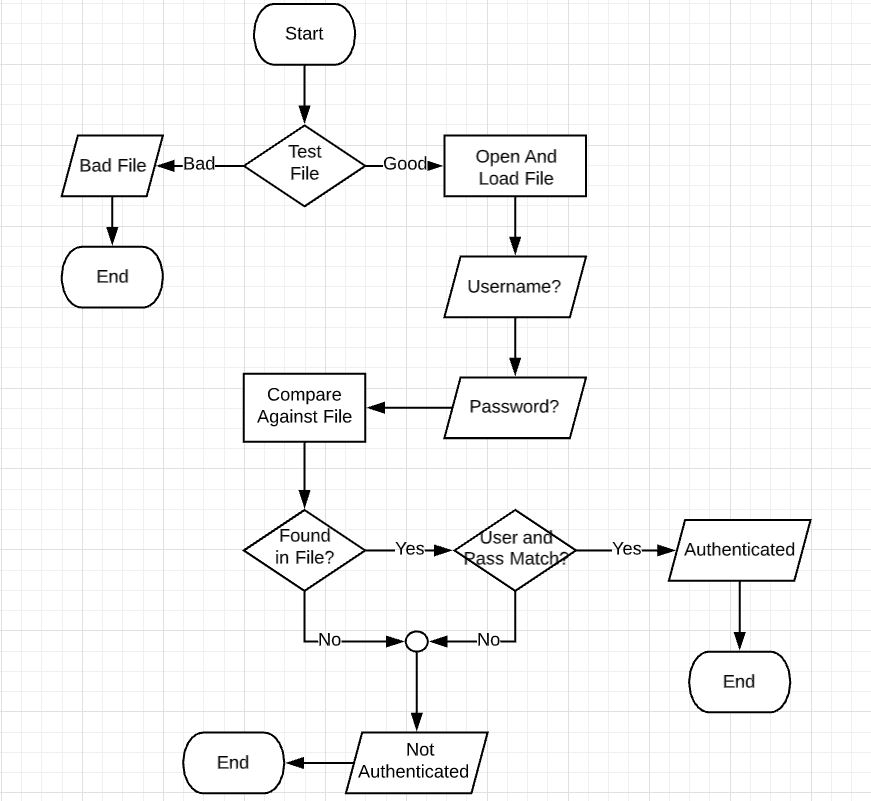 Start
Test
File
Bad
Good
Bad File
Open And
Load File
End
Username?
Password?
Compare
Against File
Found
in File?
Yes
User and
Pass Match?
Yes
Authenticated
No
No
End
Not
Authenticated
End